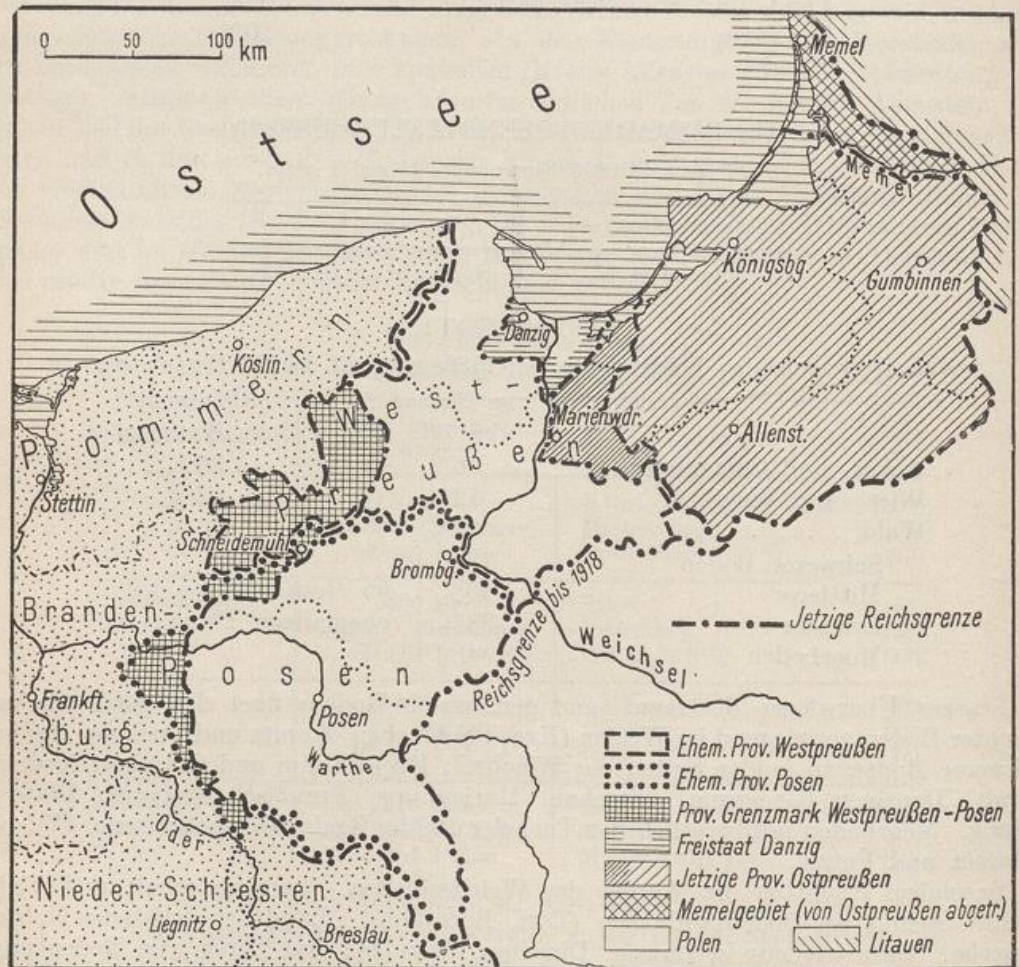 0 50 100
km
Ostsee
Memel
Memel
Königsbg.
Gumbinnen
Danzig
Köslin
Pommern
West-
Marienwdr.
Allenst.
Preußen
Stettin
Schneidemühl
Brombg.
Reichsgrenze bis 1918
Jetzige Reichsgrenze
Branden-
Weichsel
Posen
Frankft
burg
Posen
Warthe
Oder
Nieder-Schlesien
Liegnitz
Breslau
Ehem. Prov. Westpreußen
Ehem. Prov. Posen
Prov. Grenzmark Westpreußen-Posen
Freistaat Danzig
Jetzige Prov. Ostpreußen
Memelgebiet (von Ostpreußen abgetr.)
Polen Litauen